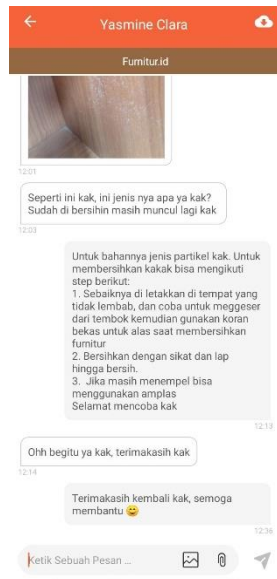 Yasmine Clara
Furnitur.id
12:01
Seperti ini kak, ini jenis nya apa ya kak?
Sudah di bersihin masih muncul lagi kak
12:03
Untuk bahannya jenis partikel kak. Untuk
membersihkan kakak bisa mengikuti
step berikut:
1. Sebaiknya di letakkan di tempat yang
tidak lembab, dan coba untuk meggeser
dari tembok kemudian gunakan koran
bekas untuk alas saat membersihkan
furnitur
2. Bersihkan dengan sikat dan lap
hingga bersih.
3. Jika masih menempel bisa
menggunakan amplas
Selamat mencoba kak
12:13
Ohh begitu ya kak, terimakasih kak
12:14
Terimakasih kembali kak, semoga
membantu 😊
12:36
Ketik Sebuah Pesan ...